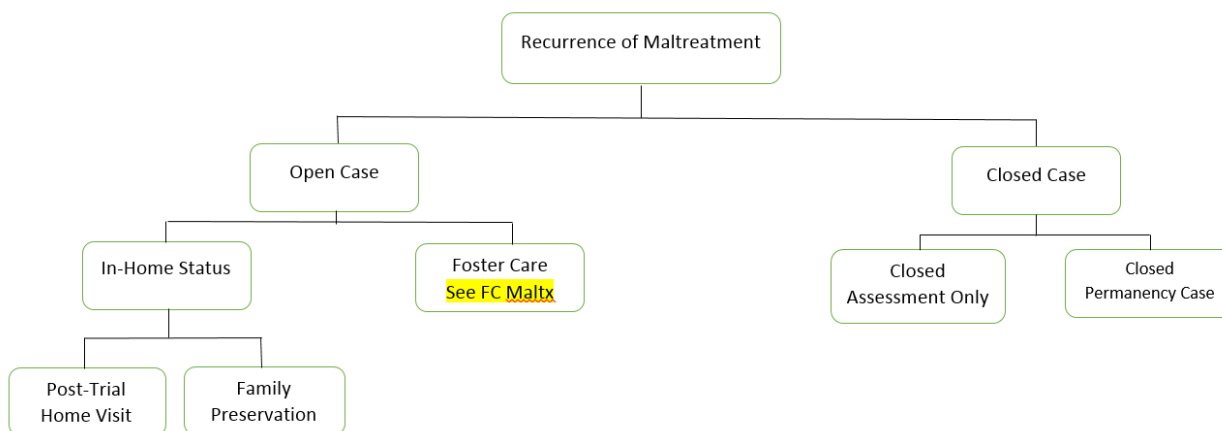 Recurrence of Maltreatment
Open Case
Closed Case
In-Home Status
Foster Care
See FC Maltx
Closed
Assessment Only
Closed
Permanency Case
Post-Trial
Home Visit
Family
Preservation